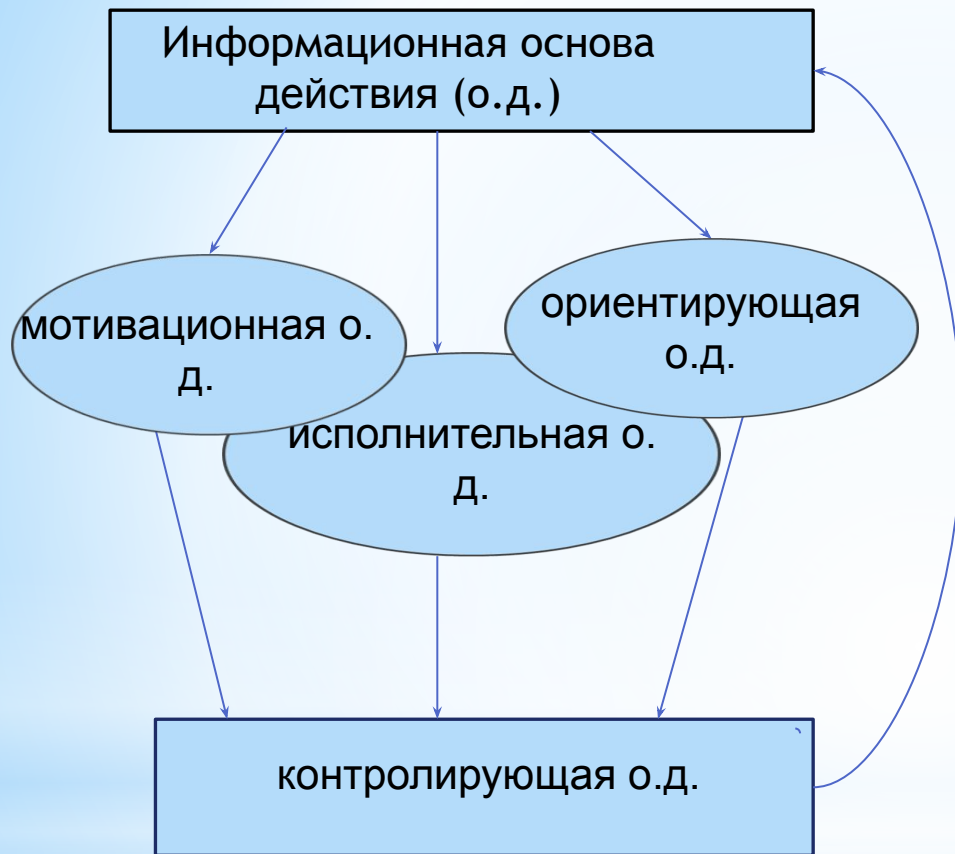 Информационная основа
действия (о.д.)
мотивационная о.
д.
ориентирующая
о.д.
исполнительная о.
д.
контролирующая о.д.